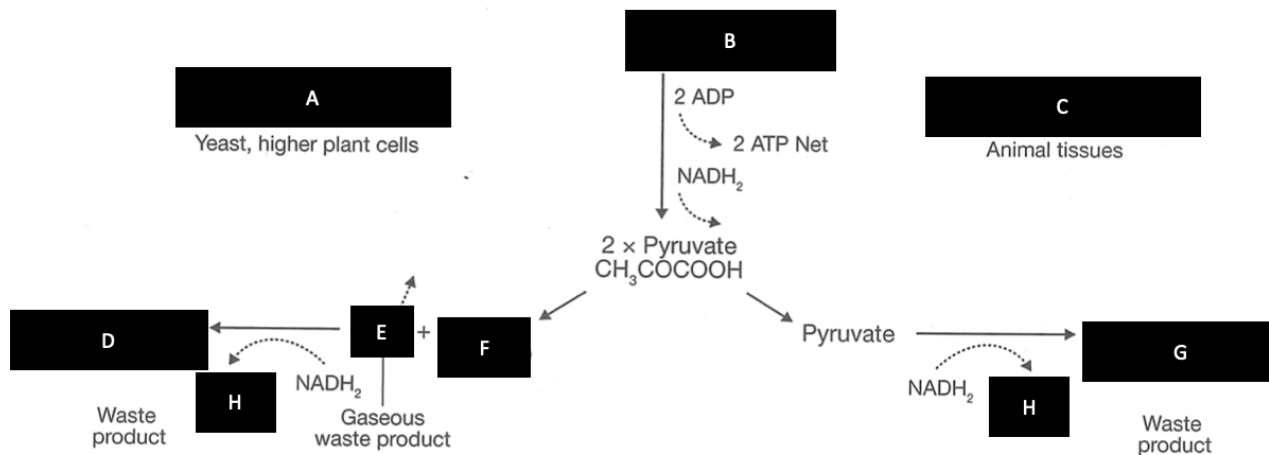 B
A
Yeast, higher plant cells
C
Animal tissues
2 ADP
2 ATP Net
NADH₂
2 × Pyruvate
CH₃COCOOH
D
E
+
F
H
NADH₂
Waste
product
Gaseous
waste product
Pyruvate
G
NADH₂
H
Waste
product